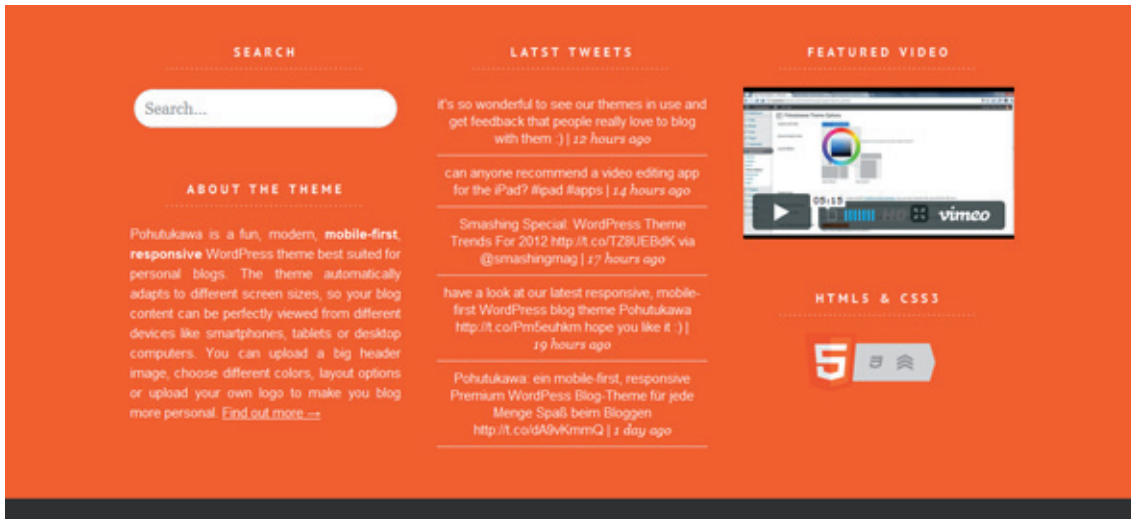 SEARCH
Search...
ABOUT THE THEME
Pohutukawa is a fun, modern, mobile-first,
responsive WordPress theme best suited for
personal blogs. The theme automatically
adapts to different screen sizes, so your blog
content can be perfectly viewed from different
devices like smartphones, tablets or desktop
computers. You can upload a big header
image, choose different colors, layout options
or upload your own logo to make you blog
more personal. Find out more →
LATST TWEETS
it's so wonderful to see our themes in use and
get feedback that people really love to blog
with them :) | 12 hours ago
can anyone recommend a video editing app
for the iPad? #ipad #apps | 14 hours ago
Smashing Special: WordPress Theme
Trends For 2012 http://t.co/TZ8UEBdK via
@smashingmag | 17 hours ago
have a look at our latest responsive, mobile-
first WordPress blog theme Pohutukawa
http://t.co/Pm5euhkm hope you like it :) |
19 hours ago
Pohutukawa: ein mobile-first, responsive
Premium WordPess Blog-Theme für jede
Menge Spaß beim Bloggen
http://t.co/dA9vKmmQ | 1 day ago
FEATURED VIDEO
05:15
HD
vimeo
HTML5 & CSS3
5